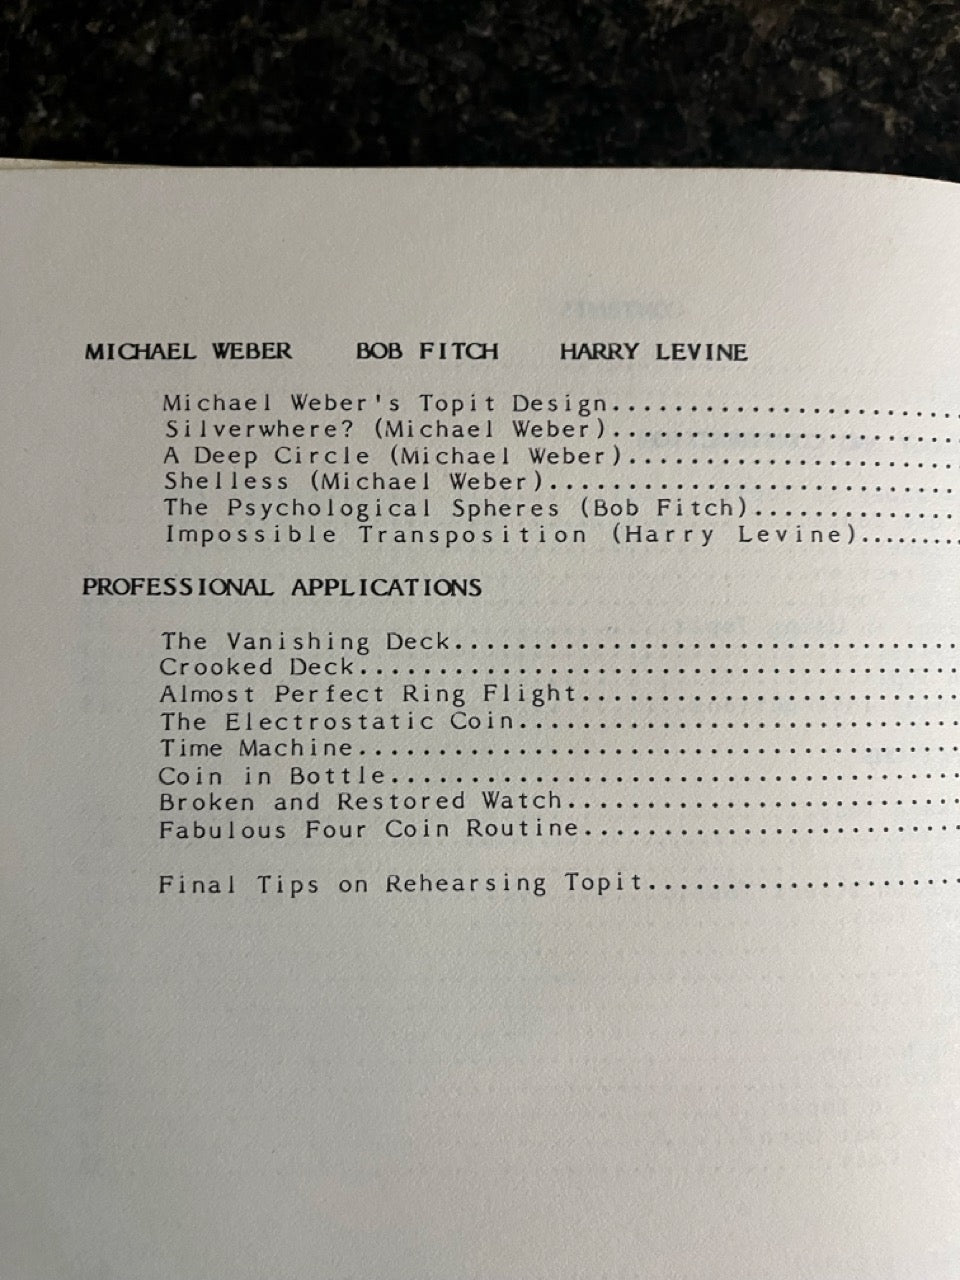 MICHAEL WEBER BOB FITCH HARRY LEVINE
Michael Weber's Topit Design......................
Silverwhere? (Michael Weber)......................
A Deep Circle (Michael Weber).....................
Shelless (Michael Weber)..........................
The Psychological Spheres (Bob Fitch).............
Impossible Transposition (Harry Levine).......
PROFESSIONAL APPLICATIONS
The Vanishing Deck................................
Crooked Deck......................................
Almost Perfect Ring Flight........................
The Electrostatic Coin............................
Time Machine......................................
Coin in Bottle....................................
Broken and Restored Watch.........................
Fabulous Four Coin Routine........................
Final Tips on Rehearsing Topit....................